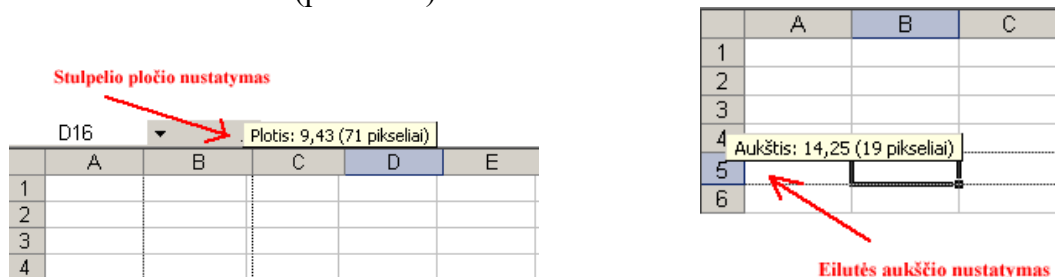 Stulpelio pločio nustatymas
D16
Plotis: 9,43 (71 pikseliai)
A B C D E
1
2
3
4
A B C
1
2
3
4
Aukštis: 14,25 (19 pikseliai)
5
6
Eilutės aukščio nustatymas